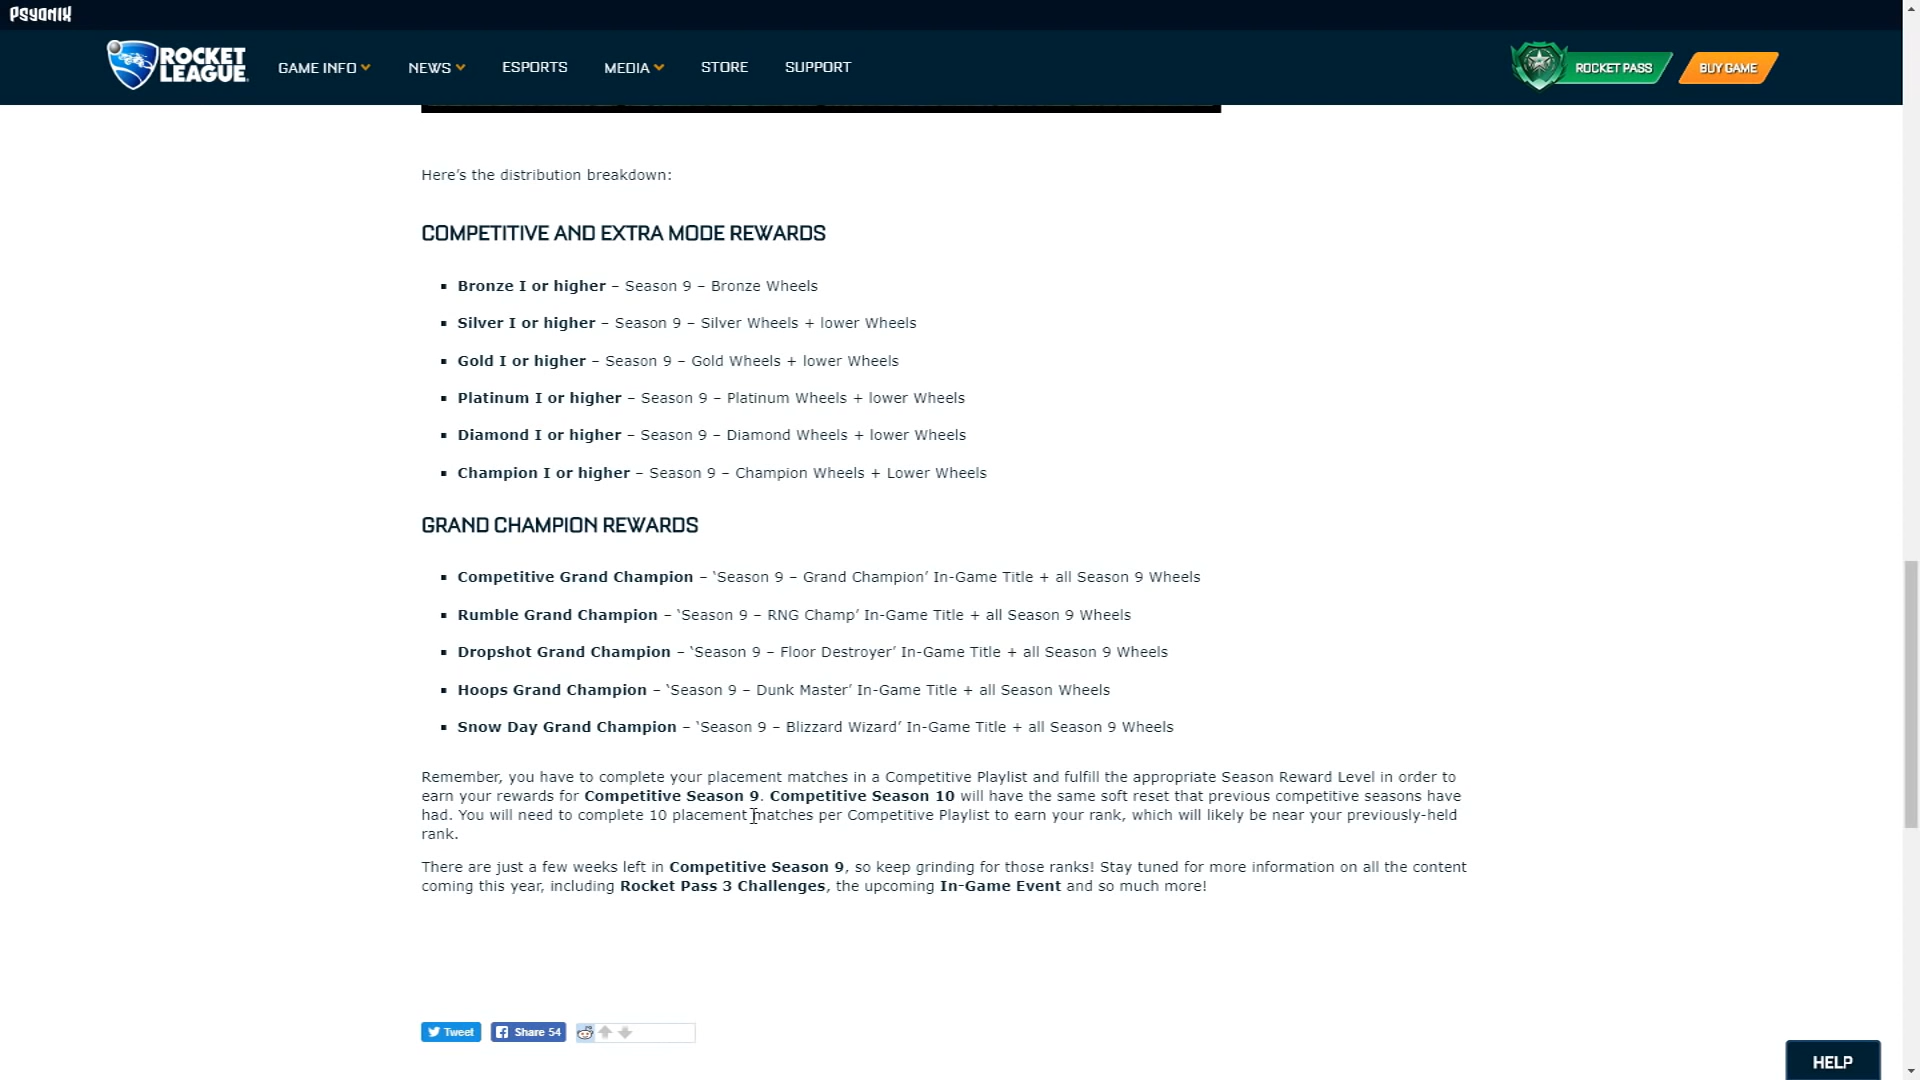 PSYONIX
ROCKET LEAGUE
GAME INFO NEWS ESPORTS MEDIA STORE SUPPORT ROCKET PASS BUY GAME
Here’s the distribution breakdown:
COMPETITIVE AND EXTRA MODE REWARDS
▪ Bronze I or higher – Season 9 – Bronze Wheels
▪ Silver I or higher – Season 9 – Silver Wheels + lower Wheels
▪ Gold I or higher – Season 9 – Gold Wheels + lower Wheels
▪ Platinum I or higher – Season 9 – Platinum Wheels + lower Wheels
▪ Diamond I or higher – Season 9 – Diamond Wheels + lower Wheels
▪ Champion I or higher – Season 9 – Champion Wheels + Lower Wheels
GRAND CHAMPION REWARDS
▪ Competitive Grand Champion – ‘Season 9 – Grand Champion’ In-Game Title + all Season 9 Wheels
▪ Rumble Grand Champion – ‘Season 9 – RNG Champ’ In-Game Title + all Season 9 Wheels
▪ Dropshot Grand Champion – ‘Season 9 – Floor Destroyer’ In-Game Title + all Season 9 Wheels
▪ Hoops Grand Champion – ‘Season 9 – Dunk Master’ In-Game Title + all Season Wheels
▪ Snow Day Grand Champion – ‘Season 9 – Blizzard Wizard’ In-Game Title + all Season 9 Wheels
Remember, you have to complete your placement matches in a Competitive Playlist and fulfill the appropriate Season Reward Level in order to
earn your rewards for Competitive Season 9. Competitive Season 10 will have the same soft reset that previous competitive seasons have
had. You will need to complete 10 placement matches per Competitive Playlist to earn your rank, which will likely be near your previously-held
rank.
There are just a few weeks left in Competitive Season 9, so keep grinding for those ranks! Stay tuned for more information on all the content
coming this year, including Rocket Pass 3 Challenges, the upcoming In-Game Event and so much more!
Tweet Share 54
HELP